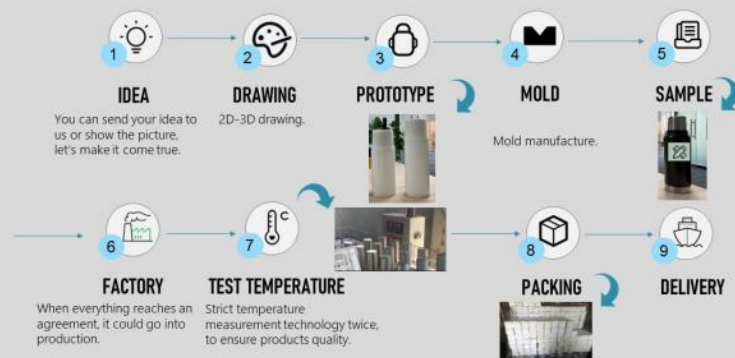 1
2
3
4
5
IDEA
DRAWING
PROTOTYPE
MOLD
SAMPLE
You can send your idea to
us or show the picture,
let's make it come true.
2D-3D drawing.
Mold manufacture.
6
7
C
8
9
FACTORY
TEST TEMPERATURE
PACKING
DELIVERY
When everything reaches an
agreement, it could go into
production.
Strict temperature
measurement technology twice,
to ensure products quality.